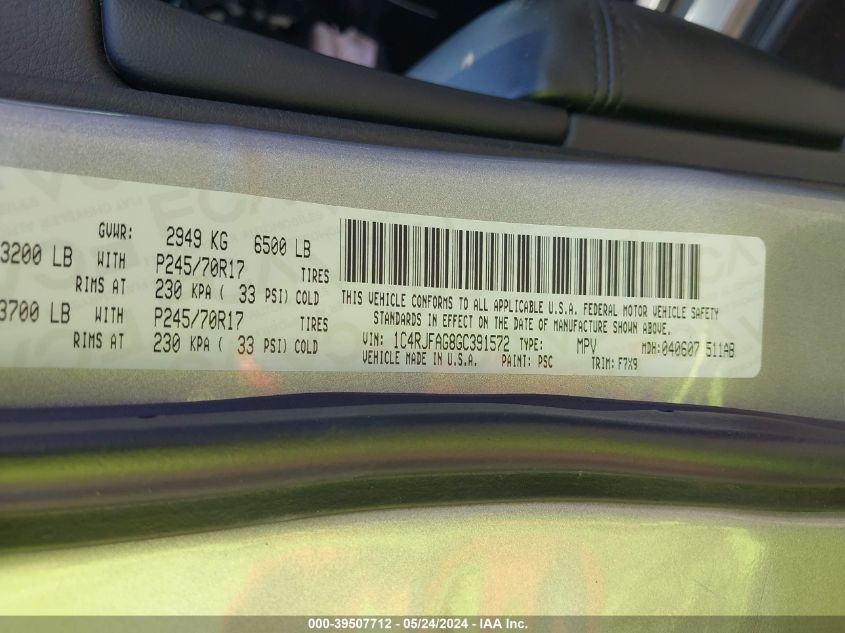 GVWR: 2949 KG 6500 LB
3200 LB WITH P245/70R17 TIRES
RIMS AT 230 KPA ( 33 PSI) COLD
3700 LB WITH P245/70R17 TIRES
RIMS AT 230 KPA ( 33 PSI) COLD
THIS VEHICLE CONFORMS TO ALL APPLICABLE U.S.A. FEDERAL MOTOR VEHICLE SAFETY
STANDARDS IN EFFECT ON THE DATE OF MANUFACTURE SHOWN ABOVE.
VIN: 1C4RJFAG8GC391572 TYPE: MPV MDH: 040607 511AB
VEHICLE MADE IN U.S.A. PAINT: PSC TRIM: F7X9
000-39507712 - 05/24/2024 - IAA Inc.